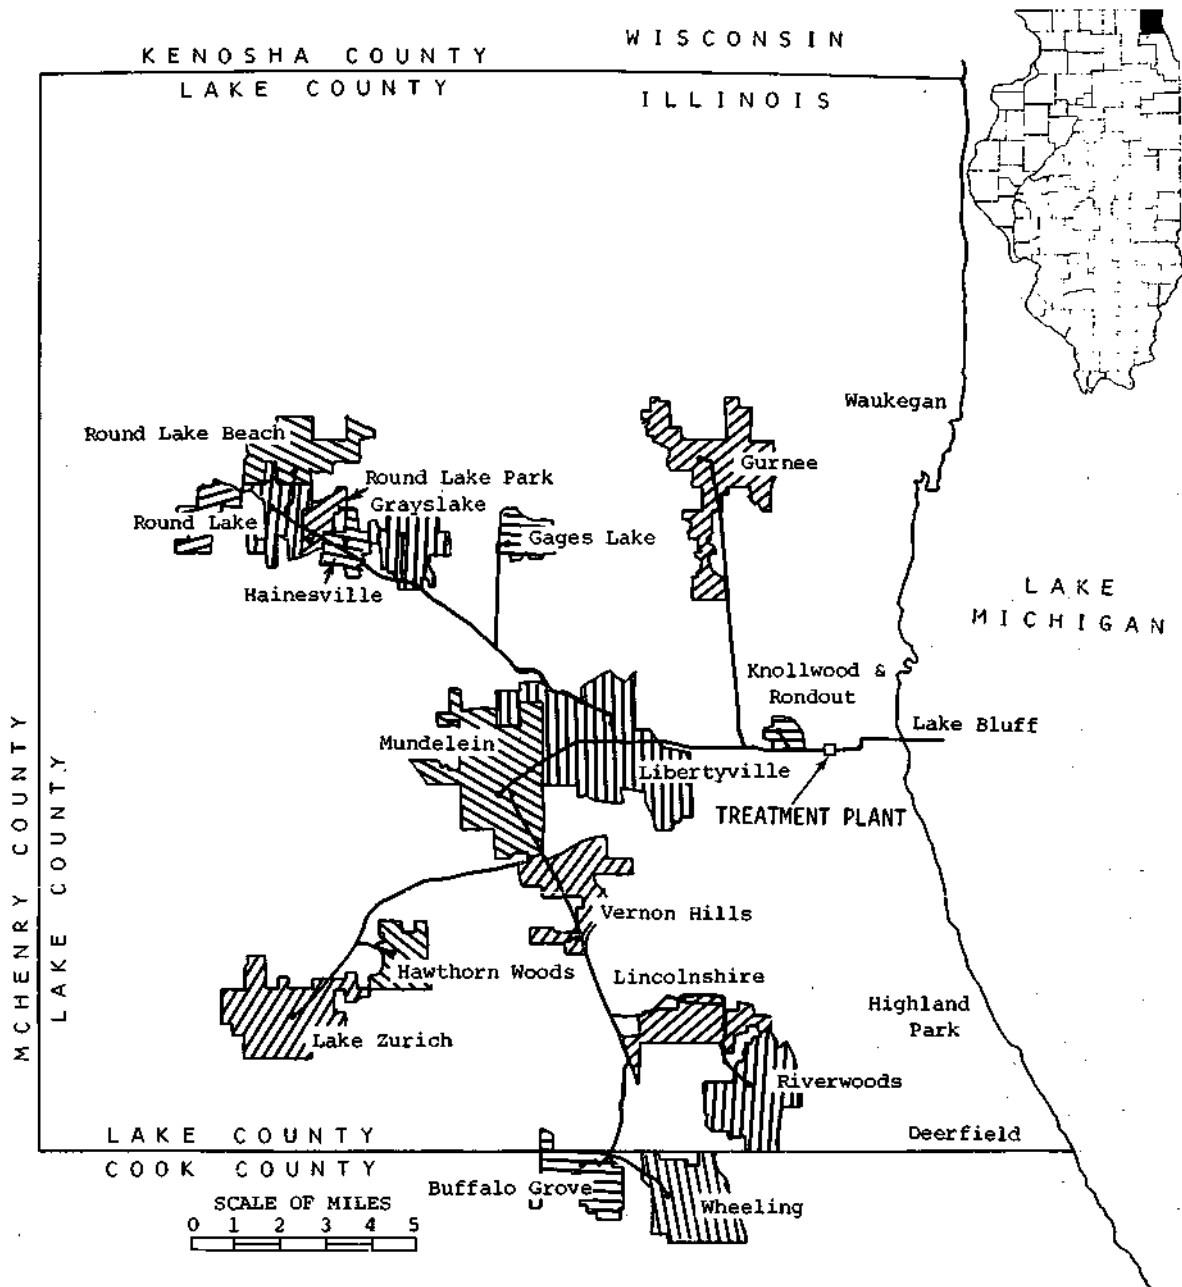 WISCONSIN
KENOSHA COUNTY
LAKE COUNTY
ILLINOIS
Waukegan
Round Lake Beach
Gurnee
Round Lake Park
Grayslake
Round Lake
Gages Lake
Hainesville
LAKE
MICHIGAN
Knollwood &
Rondout
Lake Bluff
Mundelein
Libertyville
TREATMENT PLANT
MCHENRY COUNTY
LAKE COUNTY
Vernon Hills
Hawthorn Woods
Lincolnshire
Highland
Park
Lake Zurich
Riverwoods
Deerfield
LAKE COUNTY
COOK COUNTY
Buffalo Grove
Wheeling
SCALE OF MILES
0 1 2 3 4 5